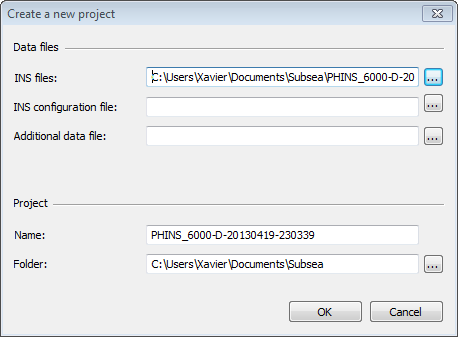 Create a new project
Data files
INS files: C:\Users\Xavier\Documents\Subsea\PHINS_6000-D-20 ...
INS configuration file: ...
Additional data file: ...
Project
Name: PHINS_6000-D-20130419-230339
Folder: C:\Users\Xavier\Documents\Subsea ...
OK Cancel